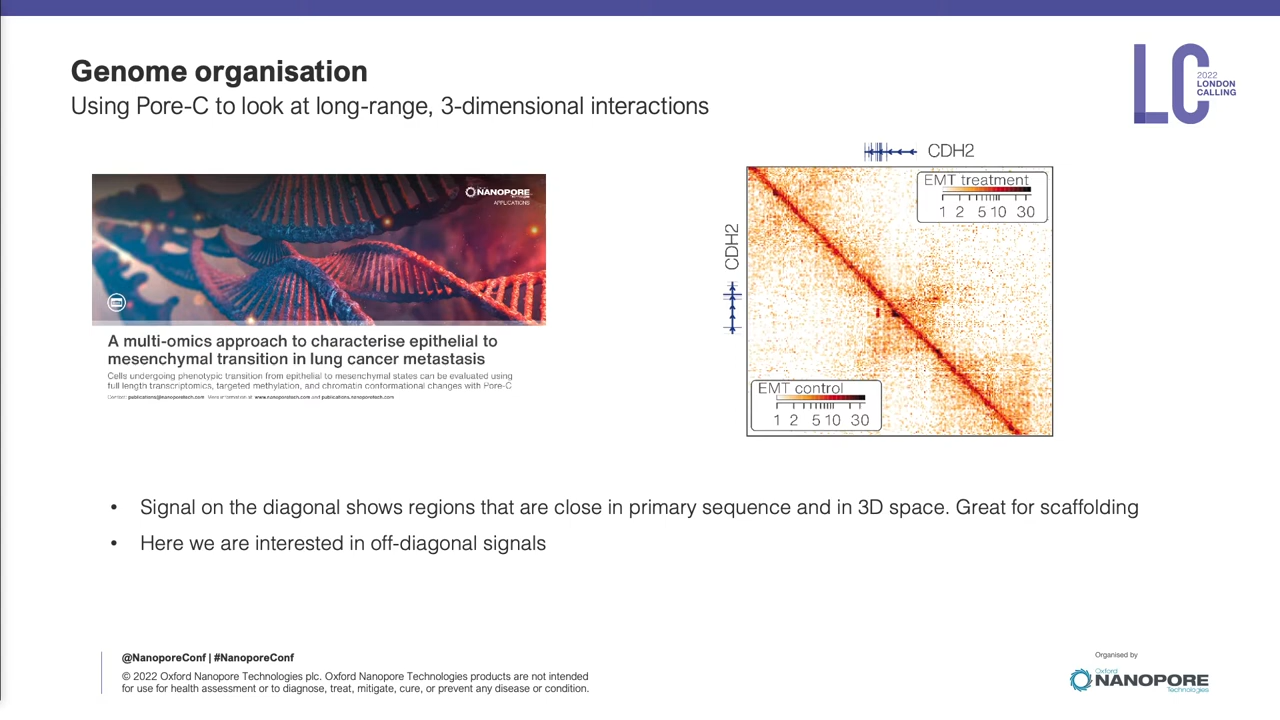 Genome organisation
Using Pore-C to look at long-range, 3-dimensional interactions
LC
2022
LONDON
CALLING
Oxford
NANOPORE
Technologies
APPLICATIONS
A multi-omics approach to characterise epithelial to
mesenchymal transition in lung cancer metastasis
Cells undergoing phenotypic transition from epithelial to mesenchymal states can be evaluated using
full length transcriptomics, targeted methylation, and chromatin conformational changes with Pore-C
Contact: publications@nanoporetech.com More information at: www.nanoporetech.com and publications.nanoporetech.com
CDH2
CDH2
EMT treatment
1 2 5 10 30
EMT control
1 2 5 10 30
• Signal on the diagonal shows regions that are close in primary sequence and in 3D space. Great for scaffolding
• Here we are interested in off-diagonal signals
@NanoporeConf | #NanoporeConf
© 2022 Oxford Nanopore Technologies plc. Oxford Nanopore Technologies products are not intended
for use for health assessment or to diagnose, treat, mitigate, cure, or prevent any disease or condition.
Organised by
Oxford
NANOPORE
Technologies